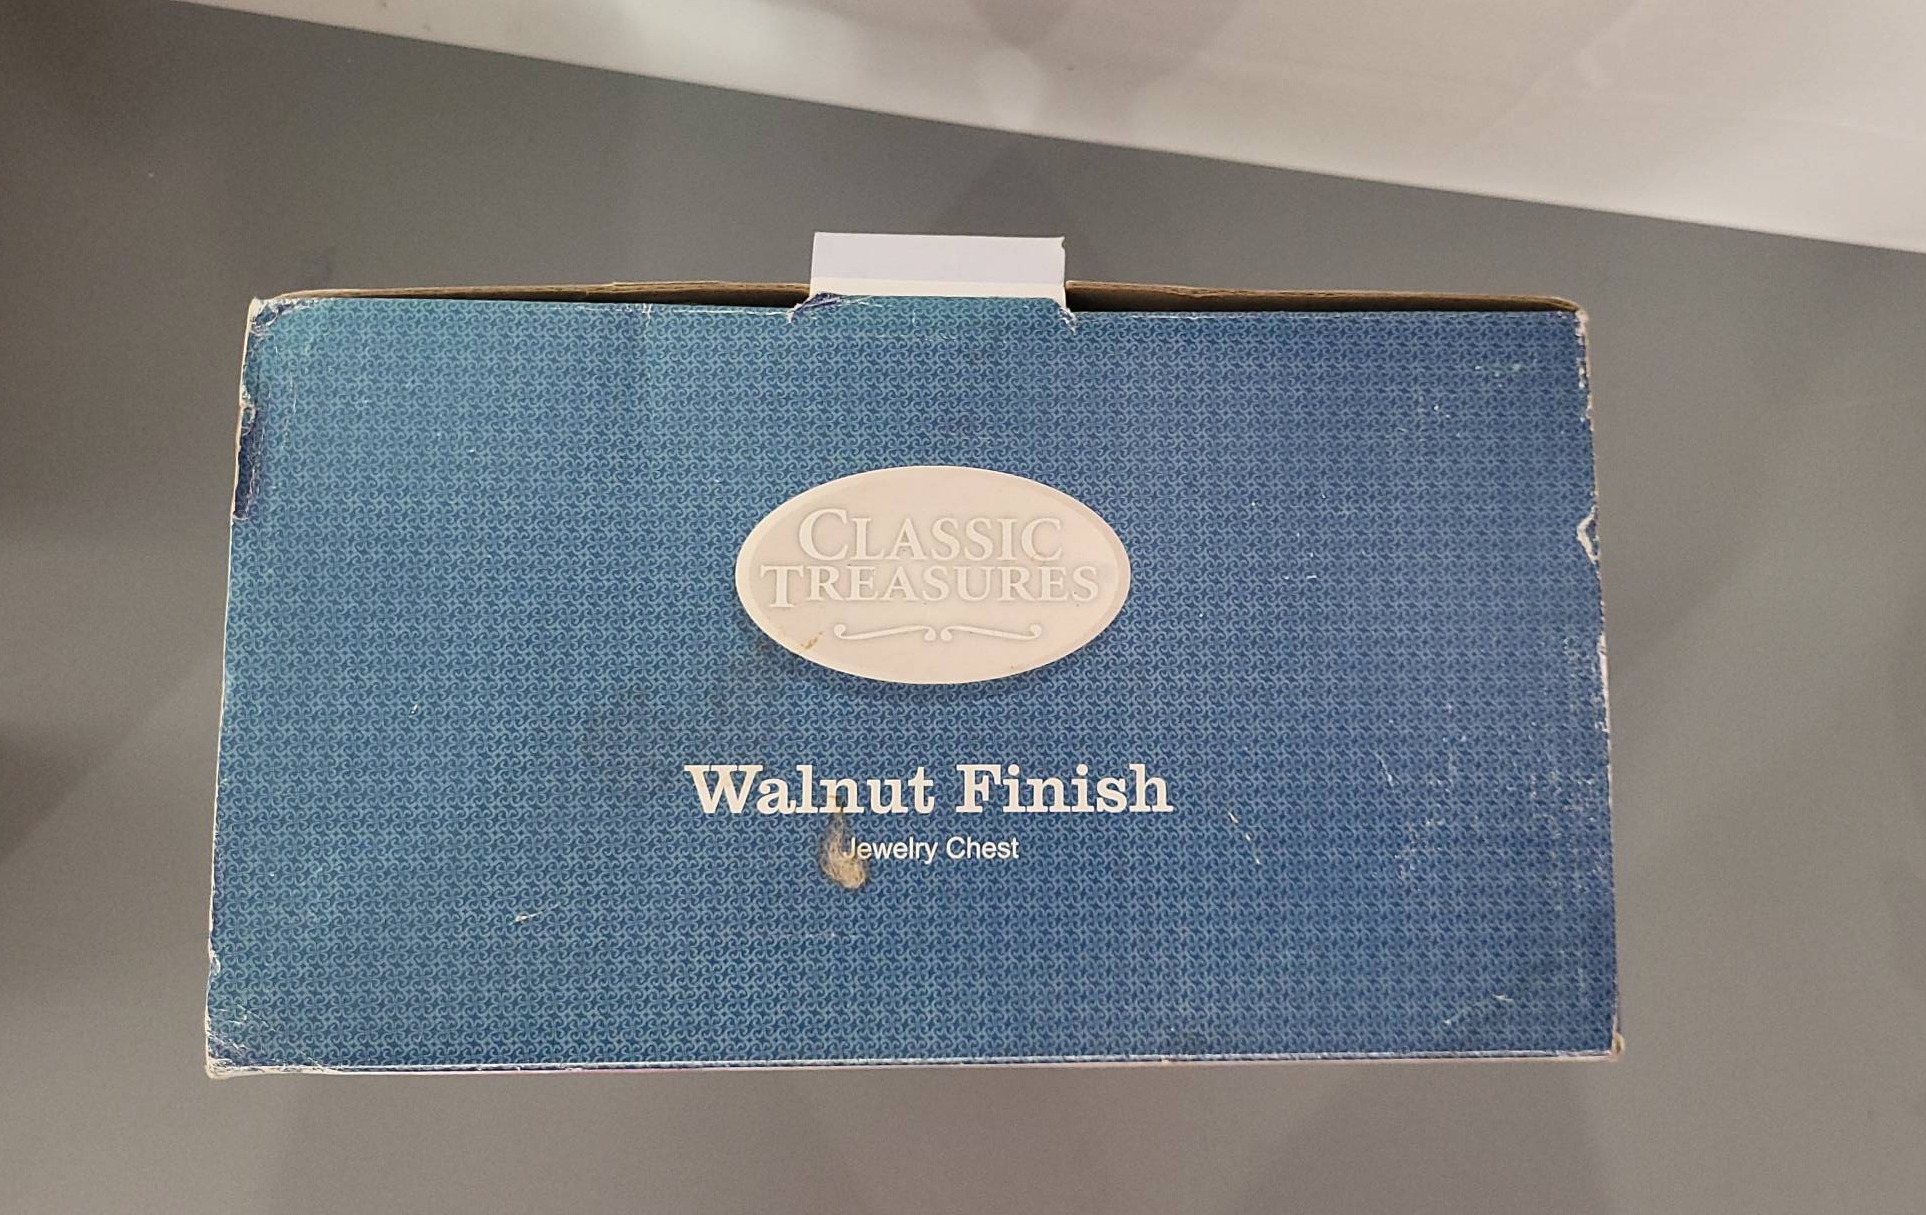 CLASSIC
TREASURES
Walnut Finish
Jewelry Chest